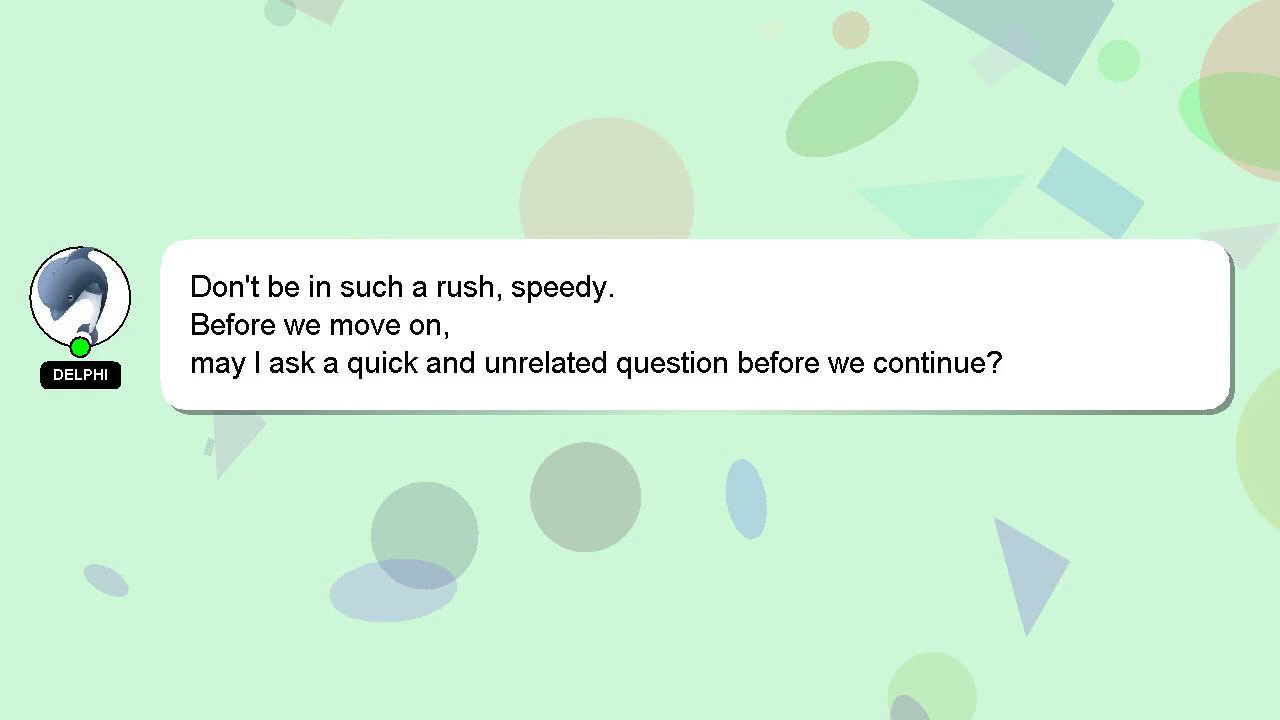 Don't be in such a rush, speedy.
Before we move on,
may I ask a quick and unrelated question before we continue?
DELPHI